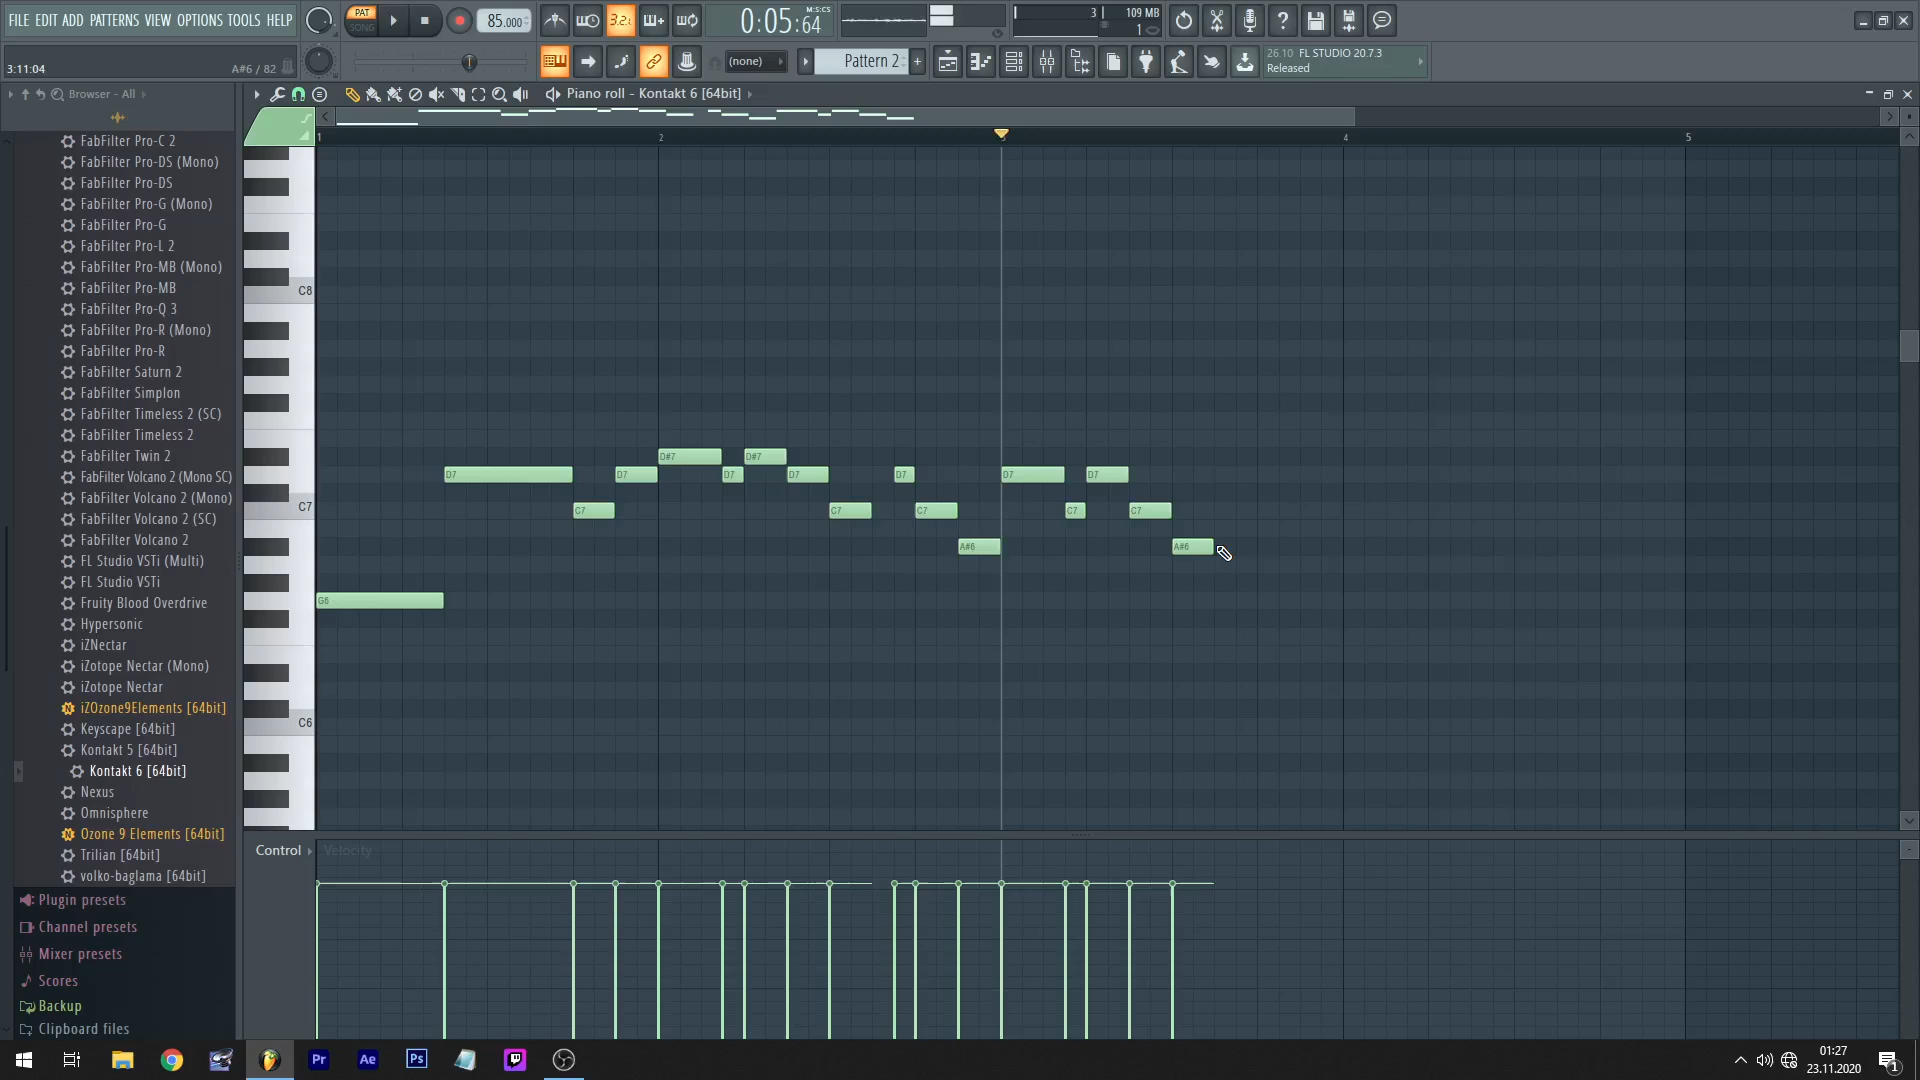 FILE EDIT ADD PATTERNS VIEW OPTIONS TOOLS HELP
PAT
SONG
85.000
3.2.
0:05:64
M:S:CS
3
109 MB
1
3:11:04
A#6 / 82
(none)
Pattern 2
26.10 FL STUDIO 20.7.3
Released
Browser - All
Piano roll - Kontakt 6 [64bit]
FabFilter Pro-C 2
FabFilter Pro-DS (Mono)
FabFilter Pro-DS
FabFilter Pro-G (Mono)
FabFilter Pro-G
FabFilter Pro-L 2
FabFilter Pro-MB (Mono)
FabFilter Pro-MB
FabFilter Pro-Q 3
FabFilter Pro-R (Mono)
FabFilter Pro-R
FabFilter Saturn 2
FabFilter Simplon
FabFilter Timeless 2 (SC)
FabFilter Timeless 2
FabFilter Twin 2
FabFilter Volcano 2 (Mono SC)
FabFilter Volcano 2 (Mono)
FabFilter Volcano 2 (SC)
FabFilter Volcano 2
FL Studio VSTi (Multi)
FL Studio VSTi
Fruity Blood Overdrive
Hypersonic
iZNectar
iZotope Nectar (Mono)
iZotope Nectar
iZOzone9Elements [64bit]
Keyscape [64bit]
Kontakt 5 [64bit]
Kontakt 6 [64bit]
Nexus
Omnisphere
Ozone 9 Elements [64bit]
Trilian [64bit]
volko-baglama [64bit]
Plugin presets
Channel presets
Mixer presets
Scores
Backup
Clipboard files
1 2 4 5
C8
C7
C6
D#7 D#7
D7 D7 D7 D7 D7 D7 D7
C7 C7 C7 C7 C7
A#6 A#6
G6
Control Velocity
Pr Ae Ps
01:27
23.11.2020
1